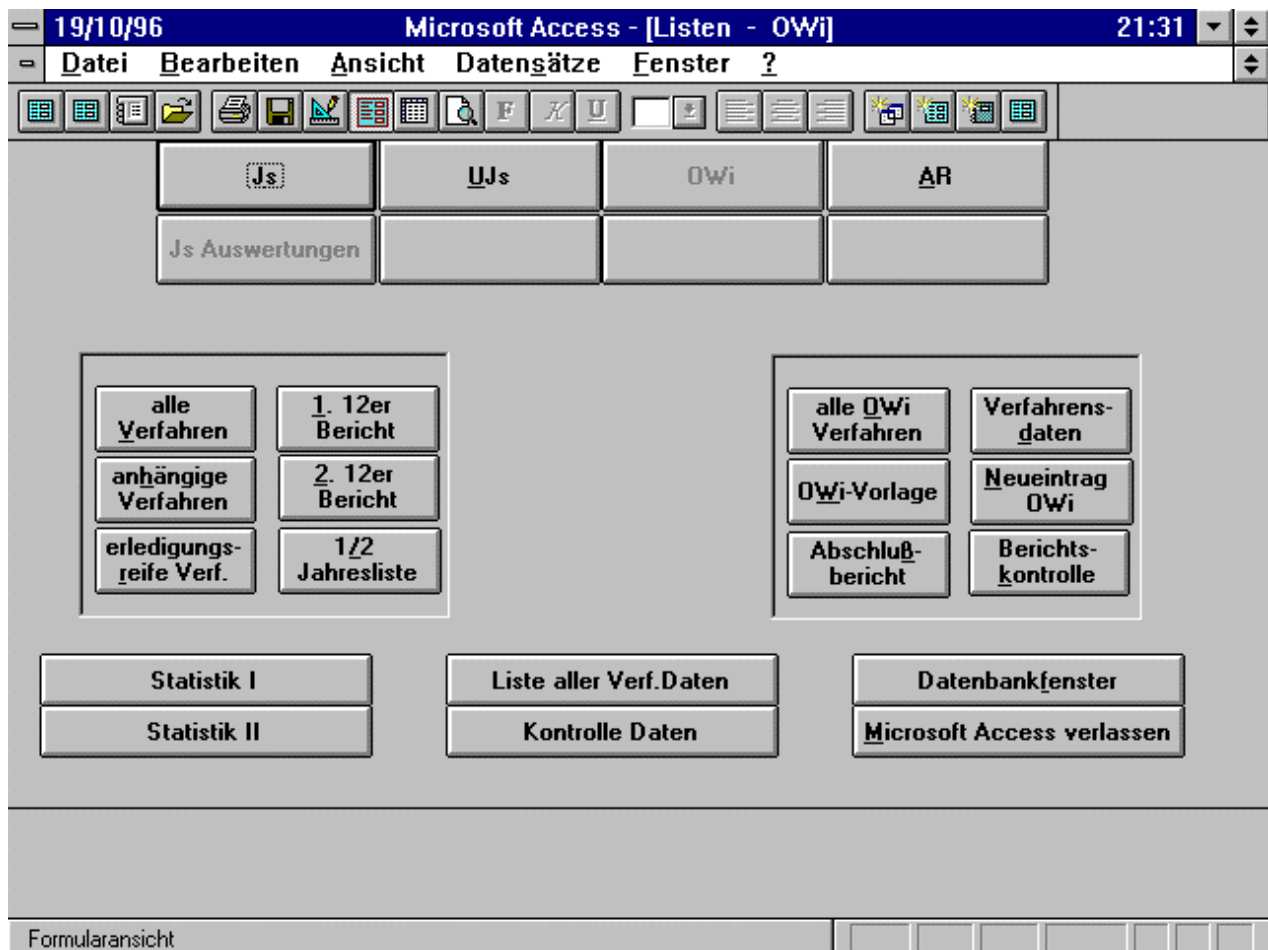 19/10/96 Microsoft Access - [Listen - OWi] 21:31
Datei Bearbeiten Ansicht Datensätze Fenster ?
F K U
Js UJs OWi AR
Js Auswertungen
alle
Verfahren
1. 12er
Bericht
anhängige
Verfahren
2. 12er
Bericht
erledigungs-
reife Verf.
1/2
Jahresliste
alle OWi
Verfahren
Verfahrens-
daten
OWi-Vorlage
Neueintrag
OWi
Abschluß-
bericht
Berichts-
kontrolle
Statistik I Liste aller Verf.Daten Datenbankfenster
Statistik II Kontrolle Daten Microsoft Access verlassen
Formularansicht